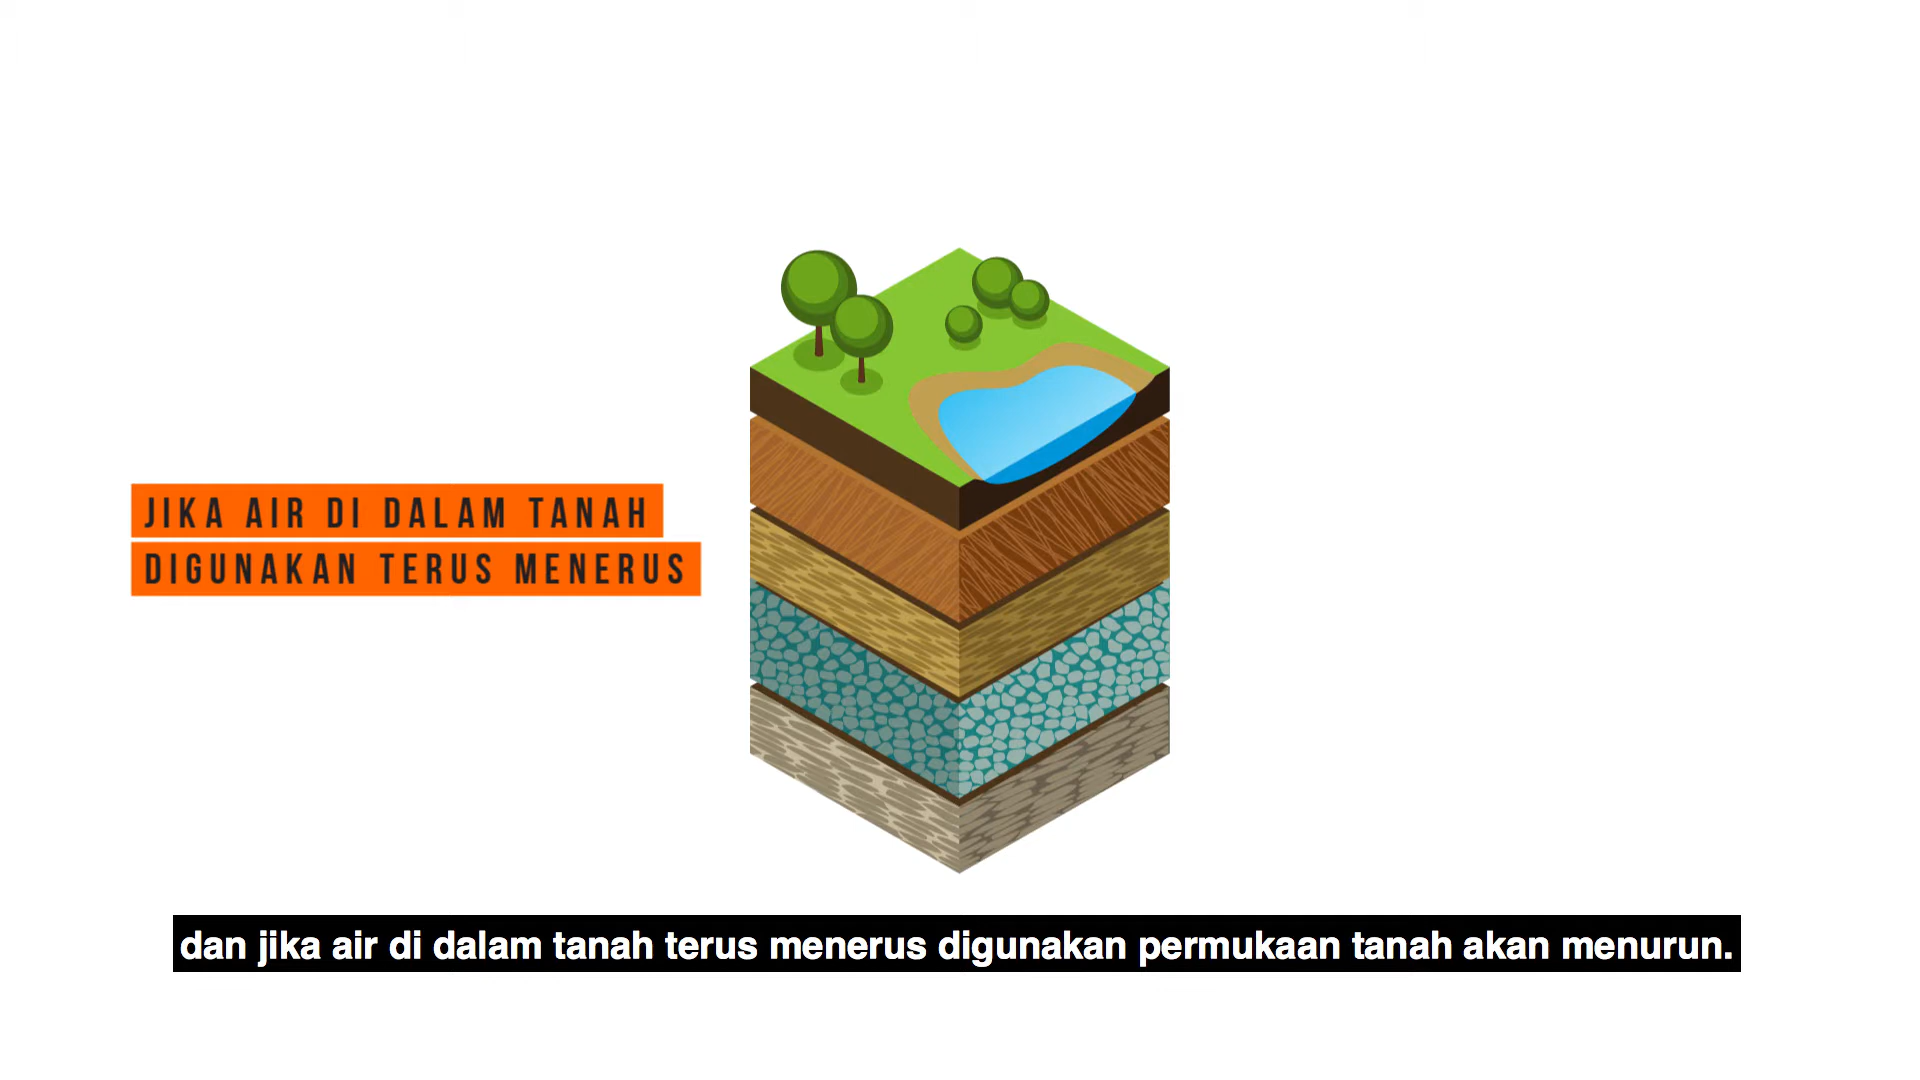 JIKA AIR DI DALAM TANAH
DIGUNAKAN TERUS MENERUS
dan jika air di dalam tanah terus menerus digunakan permukaan tanah akan menurun.